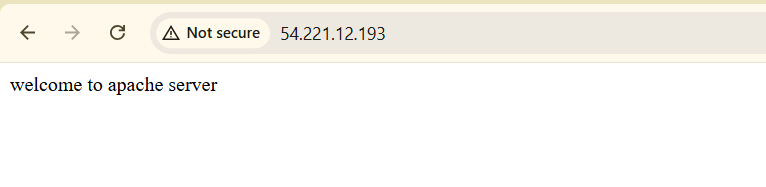 Not secure 54.221.12.193
welcome to apache server